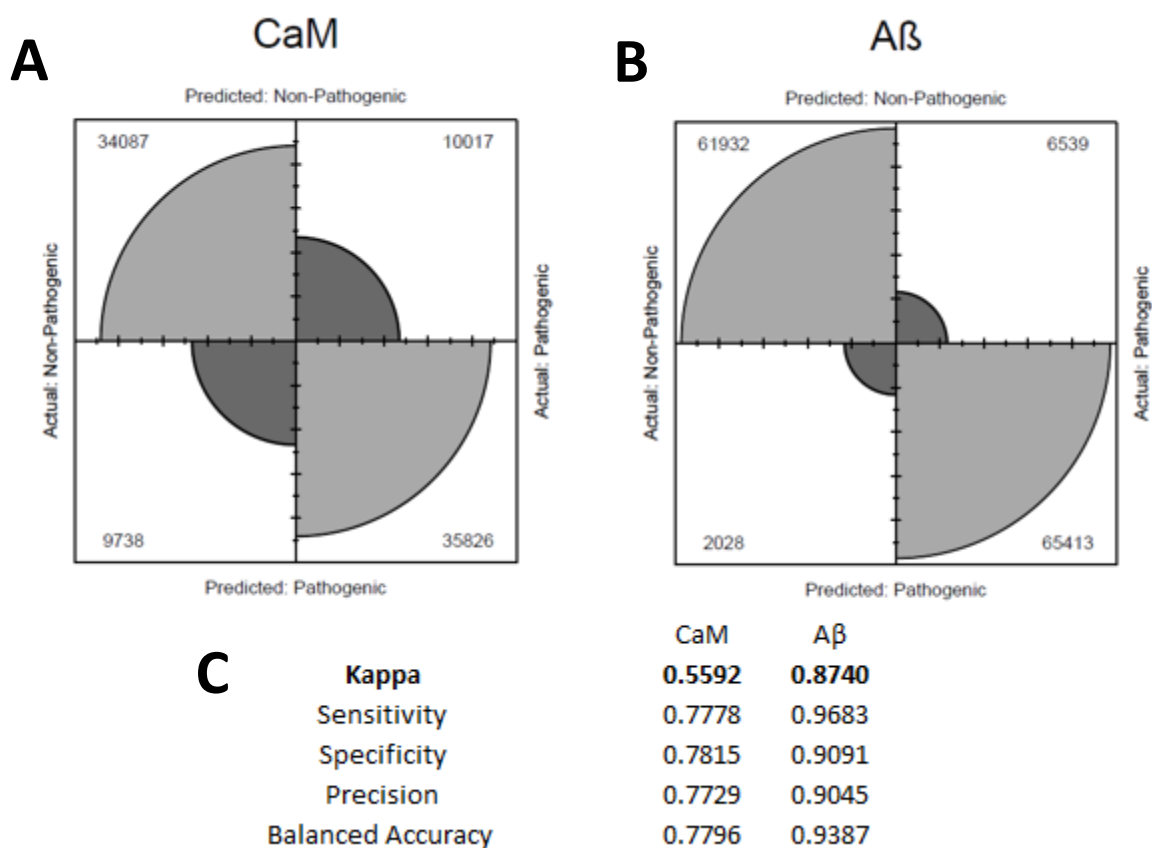 A
CaM
Predicted: Non-Pathogenic
34087
10017
Actual: Non-Pathogenic
Actual: Pathogenic
9738
35826
Predicted: Pathogenic
B
Aß
Predicted: Non-Pathogenic
61932
6539
Actual: Non-Pathogenic
Actual: Pathogenic
2028
65413
Predicted: Pathogenic
C
CaM Aβ
Kappa 0.5592 0.8740
Sensitivity 0.7778 0.9683
Specificity 0.7815 0.9091
Precision 0.7729 0.9045
Balanced Accuracy 0.7796 0.9387